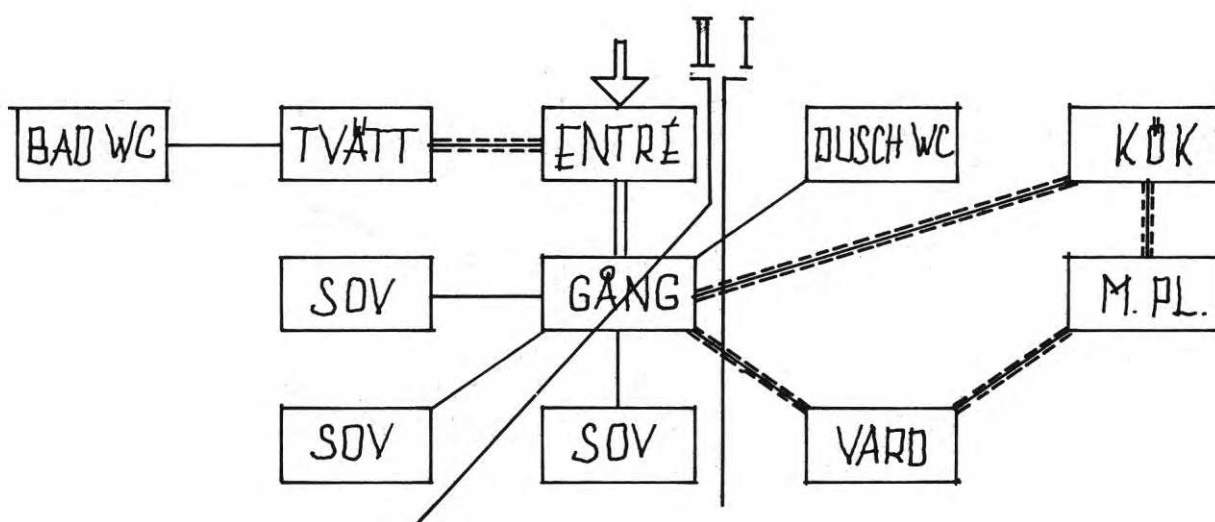 II I
BAD WC
TVÄTT
ENTRÉ
DUSCH WC
KÖK
SOV
GÅNG
M. PL.
SOV
SOV
VARD